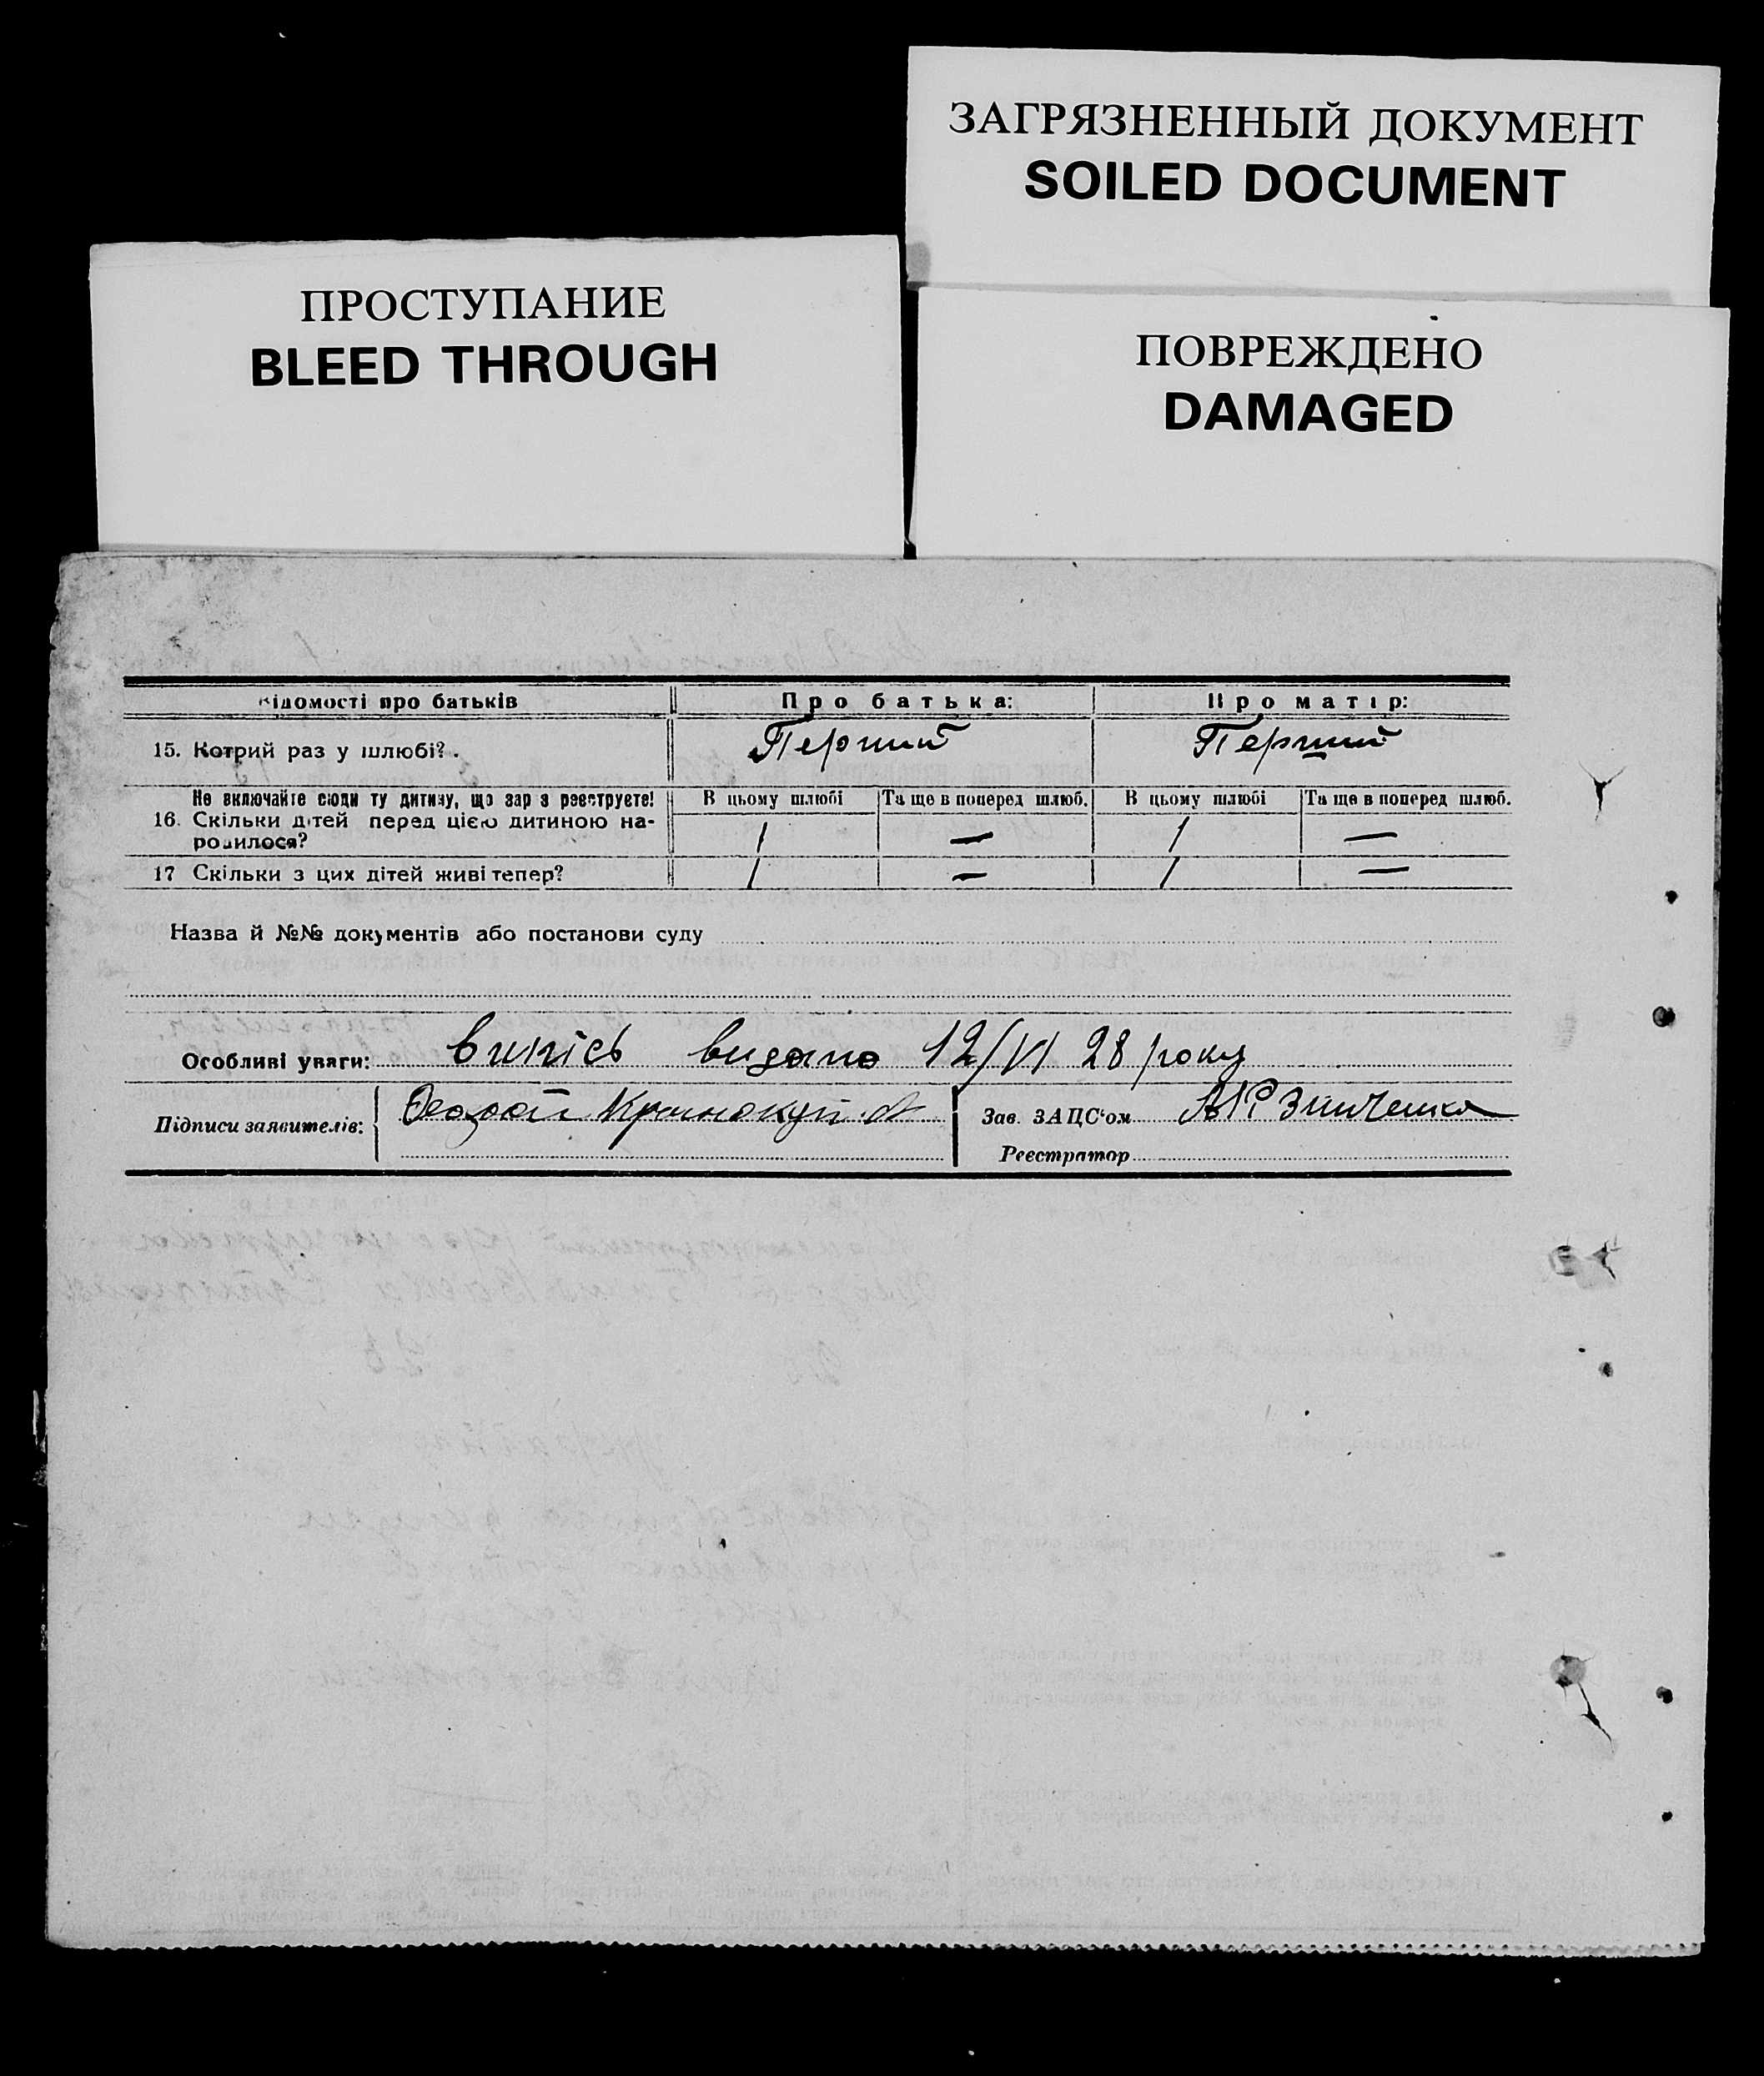 ЗАГРЯЗНЕННЫЙ ДОКУМЕНТ
SOILED DOCUMENT
ПРОСТУПАНИЕ
BLEED THROUGH
ПОВРЕЖДЕНО
DAMAGED
Відомості про батьків Про батька: Про матір:
15. Котрий раз у шлюбі? . Перший Перший
Не включайте сюди ту дитину, що зараз реєструєте! В цьому шлюбі Та ще в поперед шлюб. В цьому шлюбі Та ще в поперед шлюб.
16. Скільки дітей перед цією дитиною на-
родилося? 1 — 1 —
17 Скільки з цих дітей живі тепер? 1 — 1 —
Назва й №№ документів або постанови суду
Особливі уваги: Випісь видано 12/VI 28 року
Підписи заявителів: Зав. ЗАЦС'ом Зинченко
Реєстратор